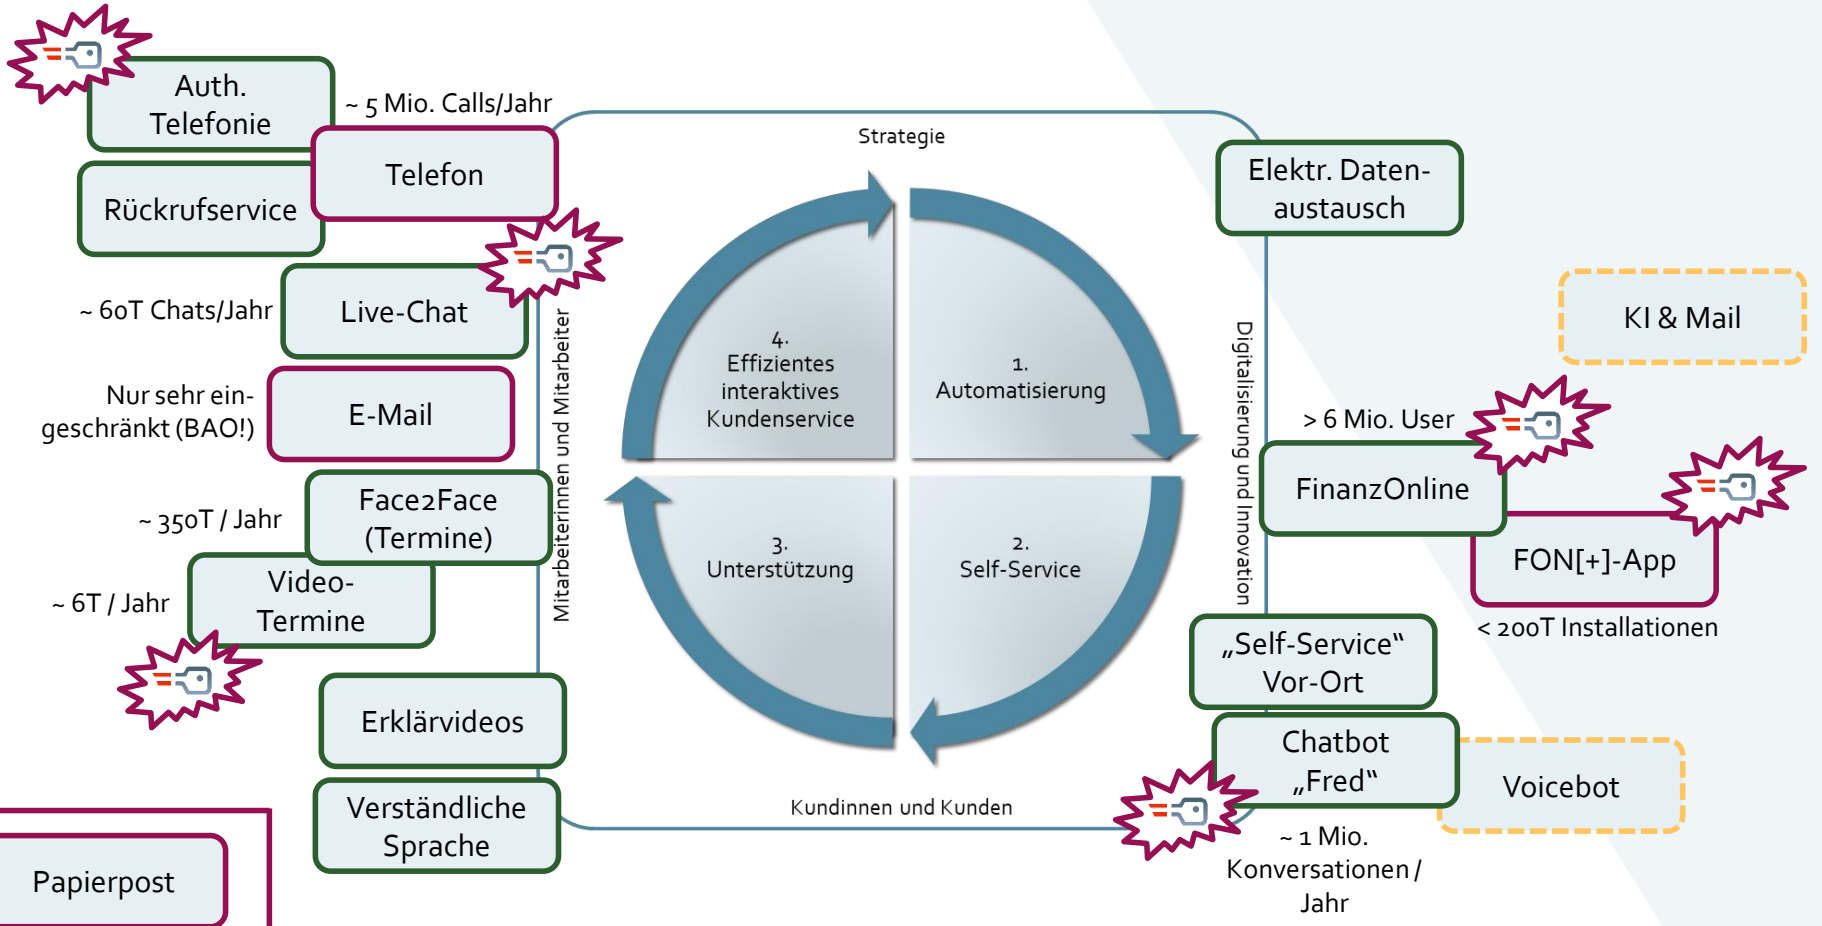 Auth.
Telefonie
~ 5 Mio. Calls/Jahr
Telefon
Rückrufservice
~ 60T Chats/Jahr
Live-Chat
Nur sehr ein-
geschränkt (BAO!)
E-Mail
~ 350T / Jahr
Face2Face
(Termine)
~ 6T / Jahr
Video-
Termine
Erklärvideos
Verständliche
Sprache
Papierpost
Mitarbeiterinnen und Mitarbeiter
Strategie
4.
Effizientes
interaktives
Kundenservice
1.
Automatisierung
3.
Unterstützung
2.
Self-Service
Kundinnen und Kunden
Digitalisierung und Innovation
Elektr. Daten-
austausch
KI & Mail
> 6 Mio. User
FinanzOnline
FON[+]-App
< 200T Installationen
„Self-Service“
Vor-Ort
Chatbot
„Fred“
Voicebot
~ 1 Mio.
Konversationen /
Jahr